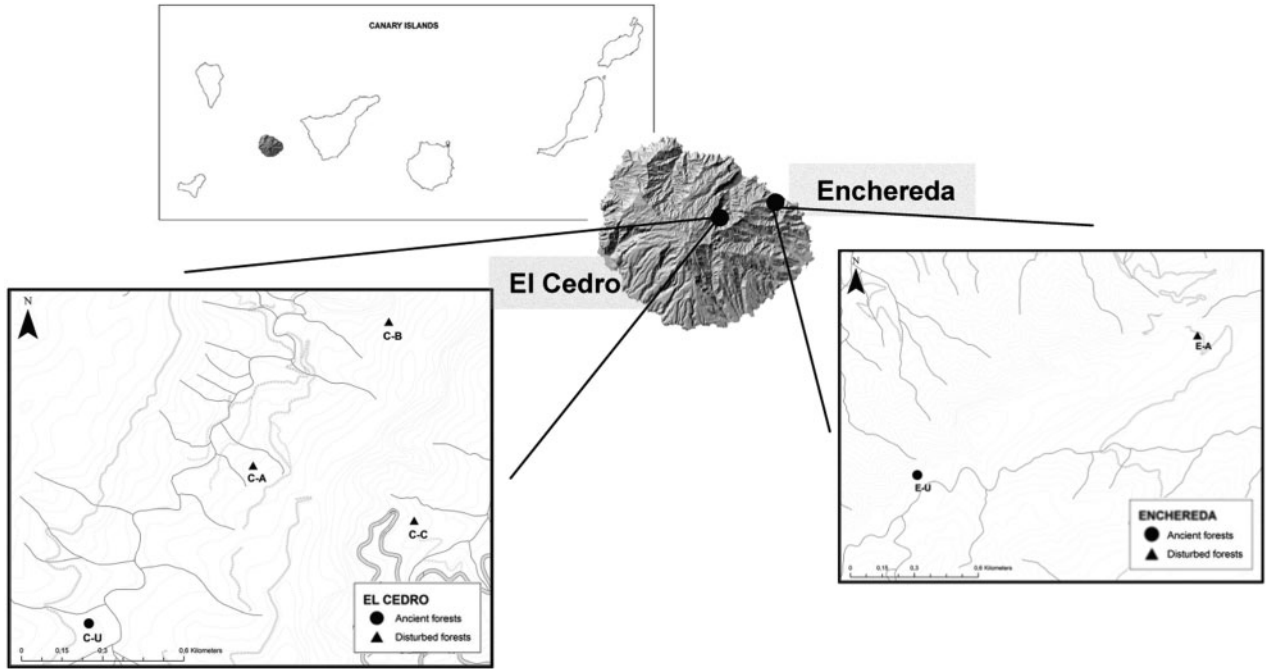 CANARY ISLANDS
Enchereda
El Cedro
N
C-B
C-A
C-C
C-U
EL CEDRO
Ancient forests
Disturbed forests
0 0,15 0,3 0,6 Kilometers
N
E-A
E-U
ENCHEREDA
Ancient forests
Disturbed forests
0 0,15 0,3 0,6 Kilometers